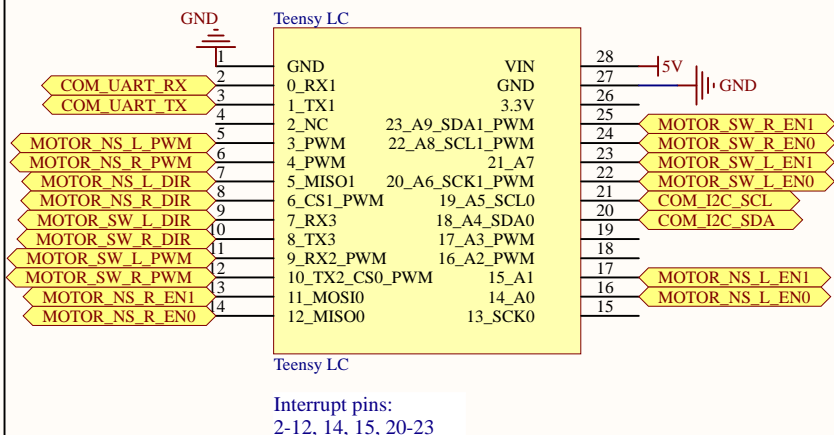 GND
Teensy LC
1
GND
VIN
28
5V
COM_UART_RX
2
0_RX1
GND
27
GND
COM_UART_TX
3
1_TX1
3.3V
26
4
2_NC
23_A9_SDA1_PWM
25
MOTOR_SW_R_EN1
MOTOR_NS_L_PWM
5
3_PWM
22_A8_SCL1_PWM
24
MOTOR_SW_R_EN0
MOTOR_NS_R_PWM
6
4_PWM
21_A7
23
MOTOR_SW_L_EN1
MOTOR_NS_L_DIR
7
5_MISO1
20_A6_SCK1_PWM
22
MOTOR_SW_L_EN0
MOTOR_NS_R_DIR
8
6_CS1_PWM
19_A5_SCL0
21
COM_I2C_SCL
MOTOR_SW_L_DIR
9
7_RX3
18_A4_SDA0
20
COM_I2C_SDA
MOTOR_SW_R_DIR
10
8_TX3
17_A3_PWM
19
MOTOR_SW_L_PWM
11
9_RX2_PWM
16_A2_PWM
18
MOTOR_SW_R_PWM
12
10_TX2_CS0_PWM
15_A1
17
MOTOR_NS_L_EN1
MOTOR_NS_R_EN1
13
11_MOSI0
14_A0
16
MOTOR_NS_L_EN0
MOTOR_NS_R_EN0
14
12_MISO0
13_SCK0
15
Teensy LC
Interrupt pins:
2-12, 14, 15, 20-23